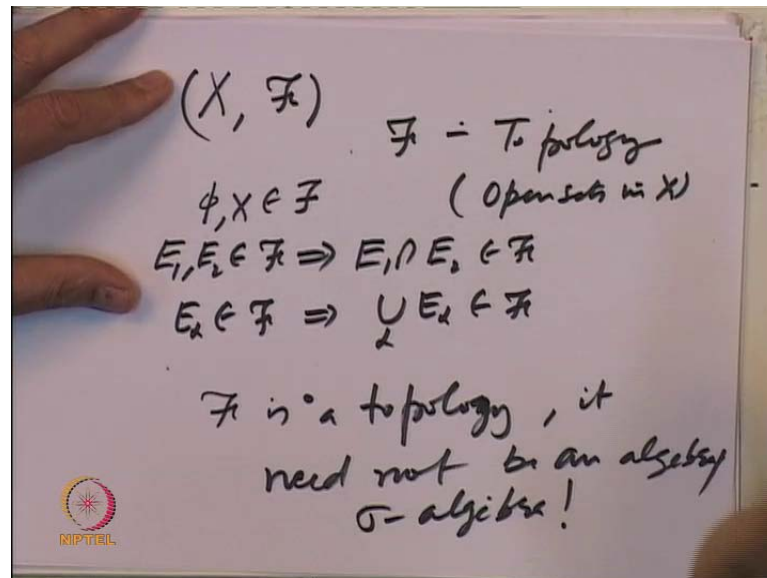 (X, ℱ)
ℱ - Topology
(Open sets in X)
ϕ, X ∈ ℱ
E₁, E₂ ∈ ℱ ⇒ E₁ ∩ E₂ ∈ ℱ
E_α ∈ ℱ ⇒ ∪_α E_α ∈ ℱ
ℱ is a topology, it
need not be an algebra,
σ-algebra!
NPTEL